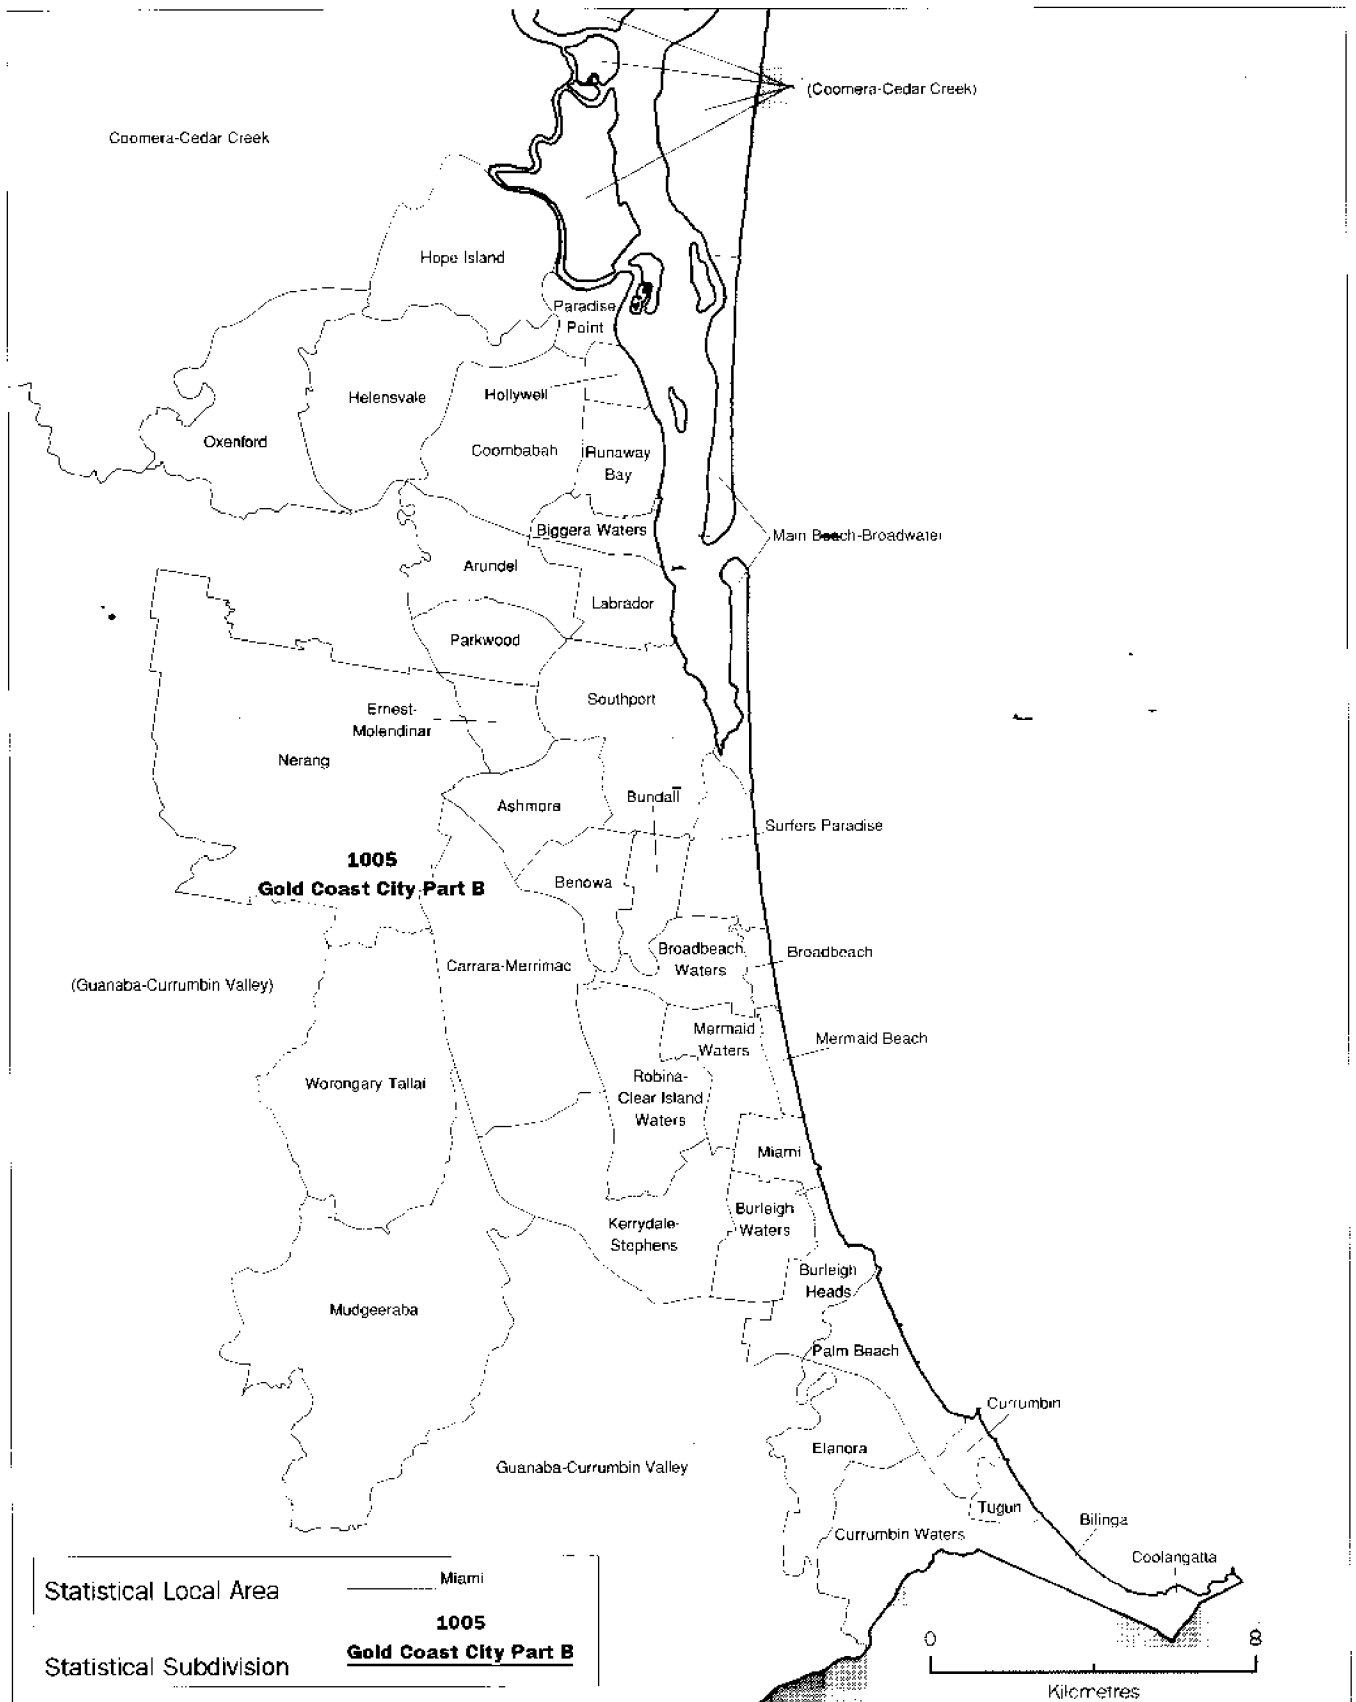 (Coomera-Cedar Creek)
Coomera-Cedar Creek
Hope Island
Paradise
Point
Hollywell
Helensvale
Oxenford
Coombabah
Runaway
Bay
Biggera Waters
Main Beach-Broadwater
Arundel
Labrador
Parkwood
Southport
Ernest-
Molendinar
Nerang
Ashmore
Bundall
Surfers Paradise
1005
Gold Coast City Part B
Benowa
Broadbeach
Waters
Broadbeach
Carrara-Merrimac
(Guanaba-Currumbin Valley)
Mermaid
Waters
Mermaid Beach
Worongary Tallai
Robina-
Clear Island
Waters
Miami
Burleigh
Waters
Kerrydale-
Stephens
Burleigh
Heads
Mudgeeraba
Palm Beach
Currumbin
Elanora
Guanaba-Currumbin Valley
Tugun
Bilinga
Currumbin Waters
Coolangatta
Statistical Local Area
Miami
1005
Gold Coast City Part B
Statistical Subdivision
0 8
Kilometres